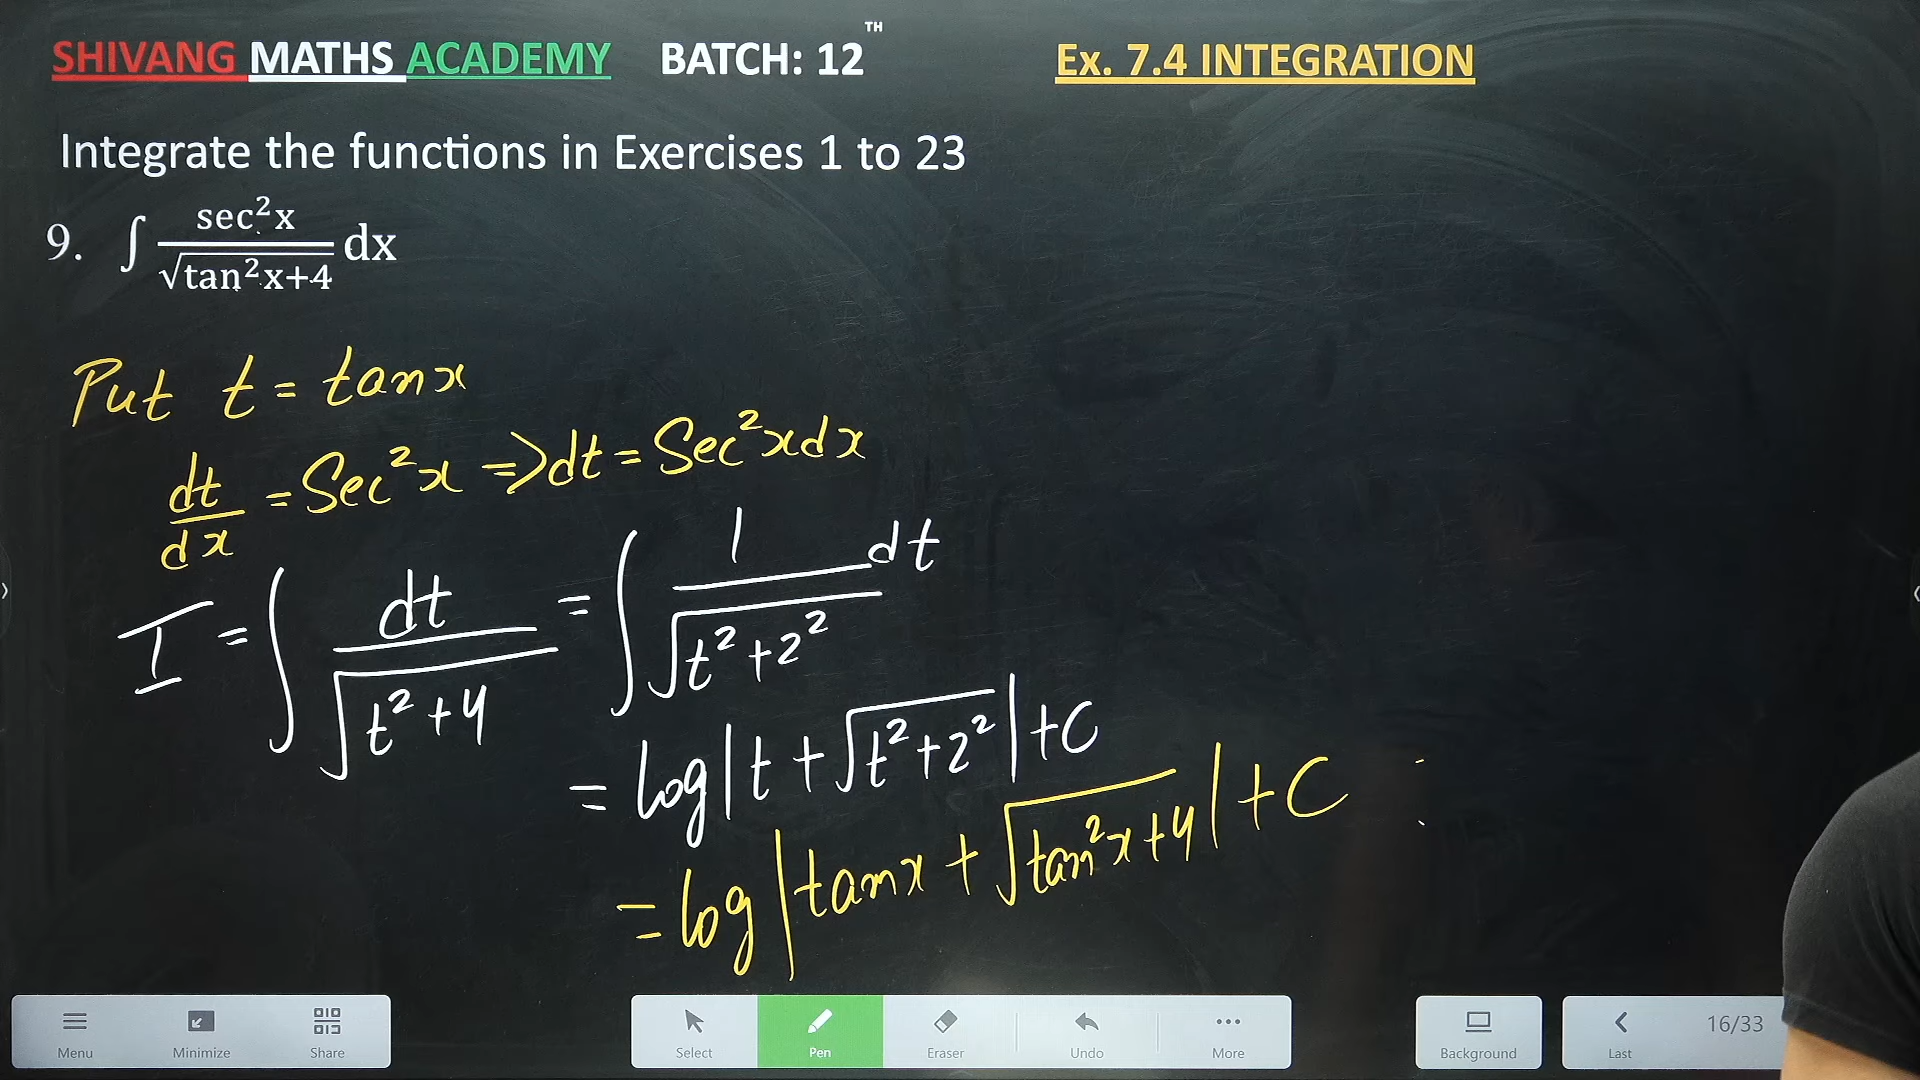 SHIVANG MATHS ACADEMY BATCH: 12TH Ex. 7.4 INTEGRATION
Integrate the functions in Exercises 1 to 23
9. ∫ sec²x/√tan²x+4 dx
Put t = tanx
dt/dx = Sec²x => dt = Sec²xdx
I = ∫ dt/√t²+4 = ∫ 1/√t²+2² dt
= log|t + √t²+2²| + C
= log|tanx + √tan²x+4| + C
Menu Minimize Share Select Pen Eraser Undo More Background Last 16/33